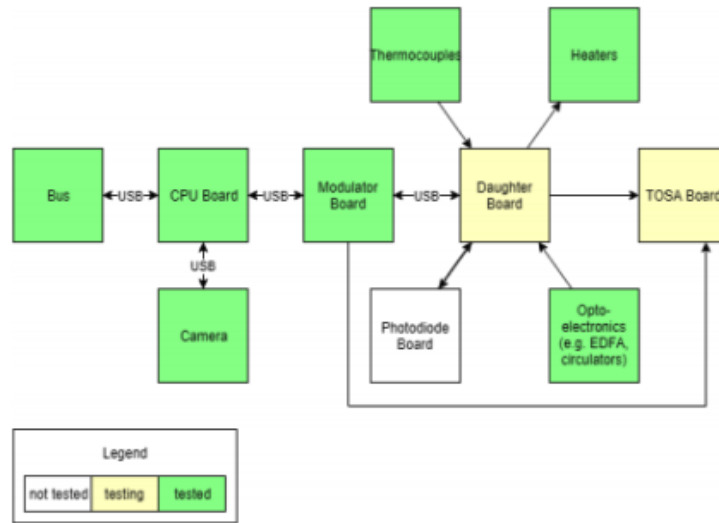 Thermocouples
Heaters
Bus
USB
CPU Board
USB
Modulator
Board
USB
Daughter
Board
TOSA Board
USB
Camera
Photodiode
Board
Opto-
electronics
(e.g. EDFA,
circulators)
Legend
not tested
testing
tested